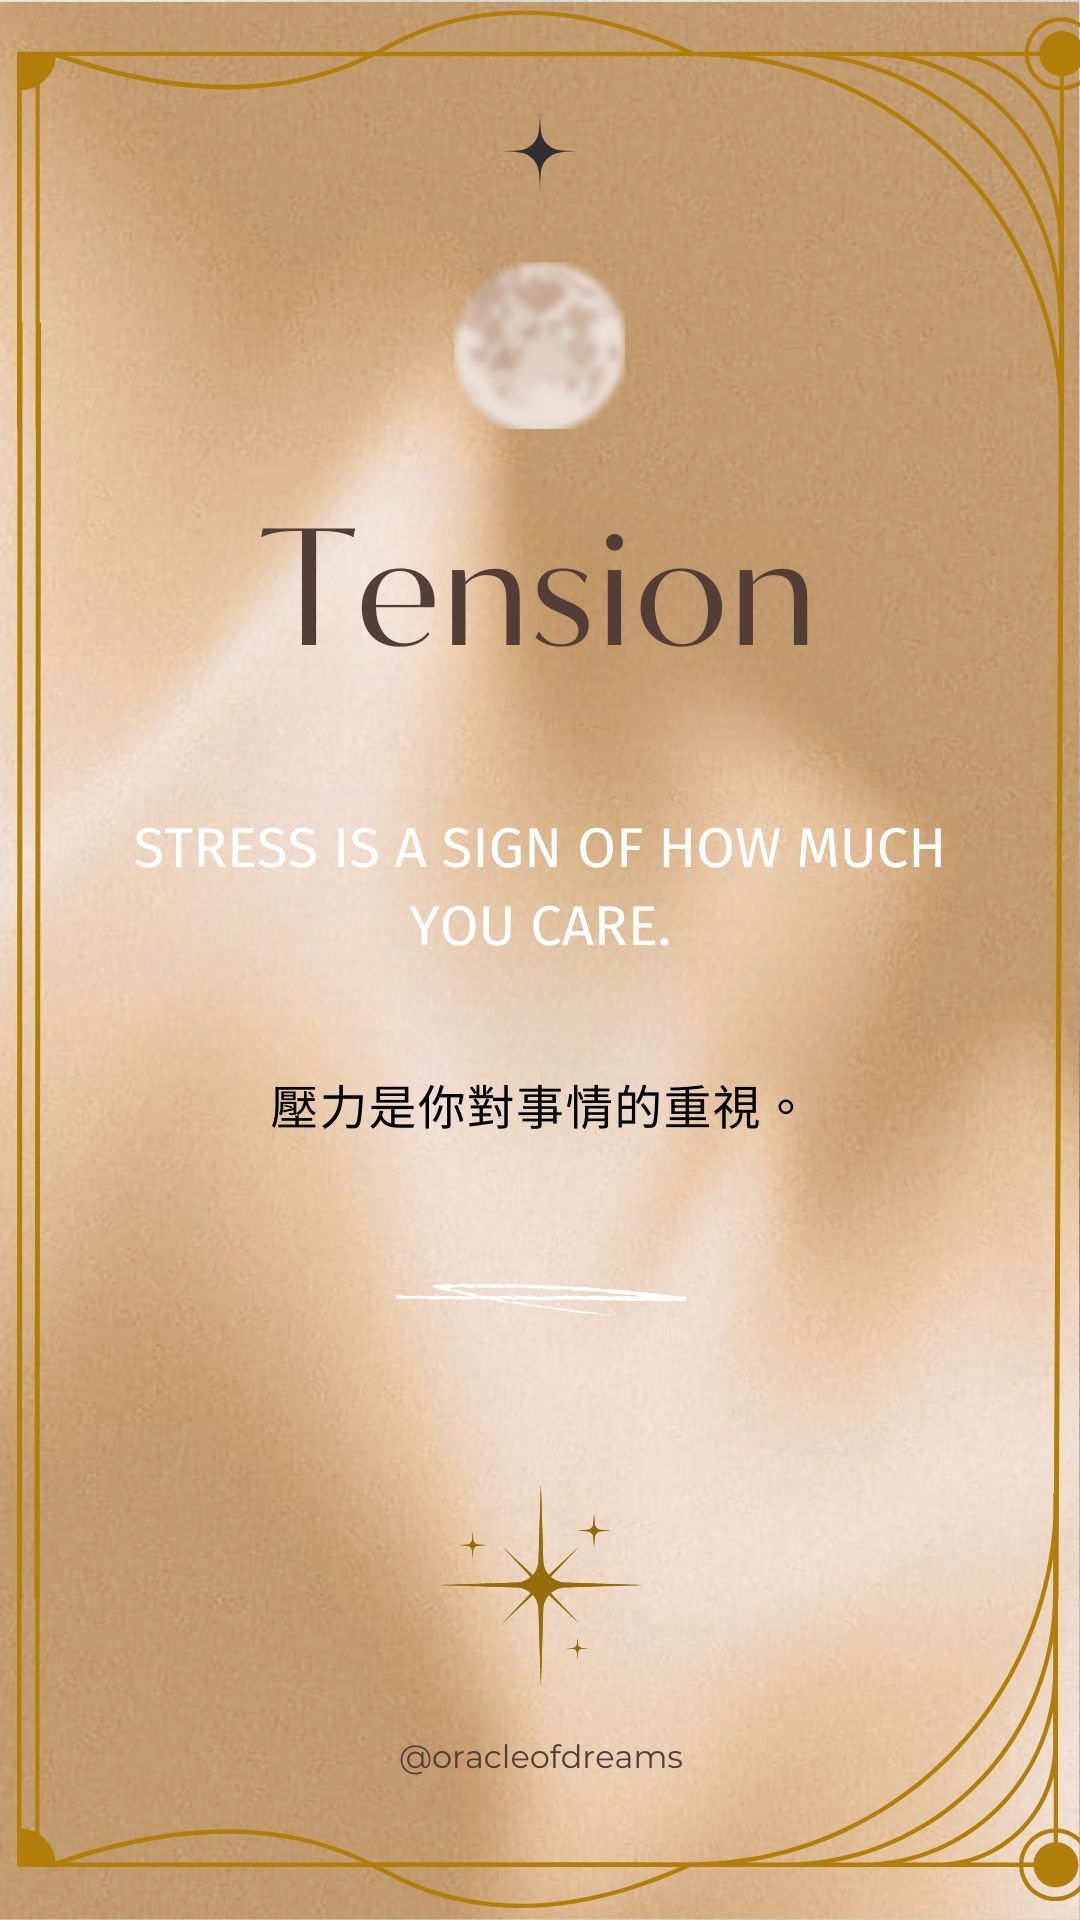 Tension
STRESS IS A SIGN OF HOW MUCH
YOU CARE.
壓力是你對事情的重視。
@oracleofdreams